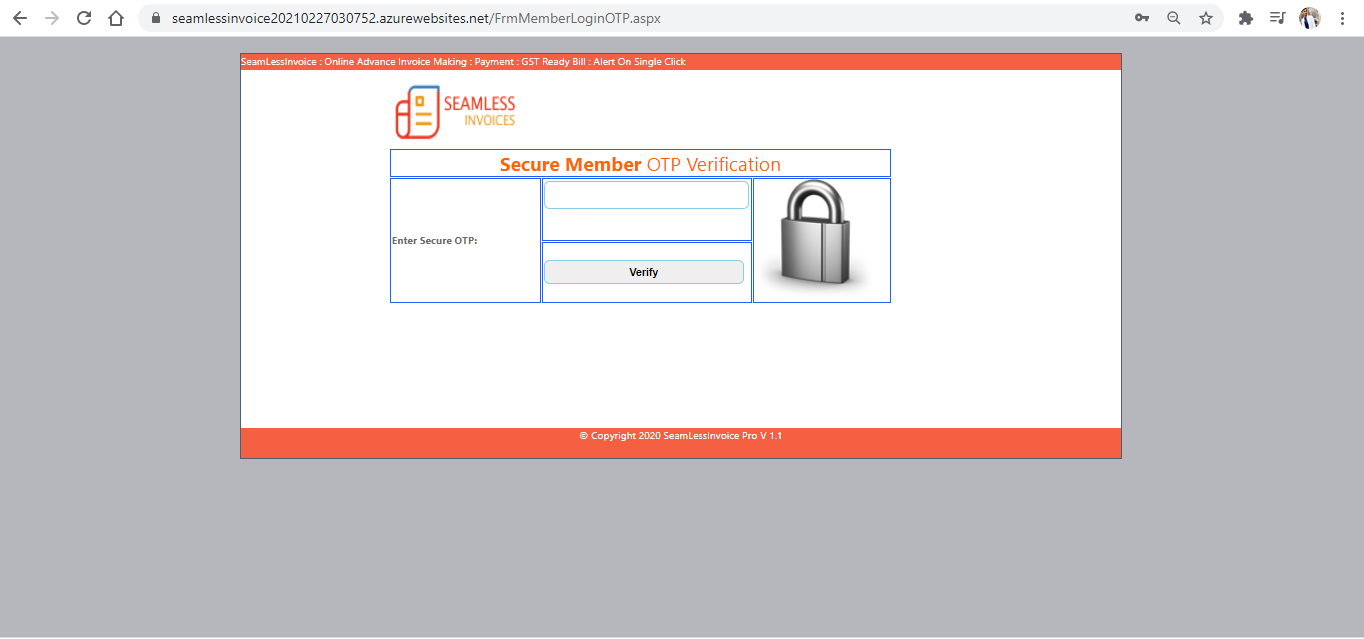 seamlessinvoice20210227030752.azurewebsites.net/FrmMemberLoginOTP.aspx
SeamLessInvoice : Online Advance Invoice Making : Payment : GST Ready Bill : Alert On Single Click
SEAMLESS
INVOICES
Secure Member OTP Verification
Enter Secure OTP:
Verify
© Copyright 2020 SeamLessInvoice Pro V 1.1